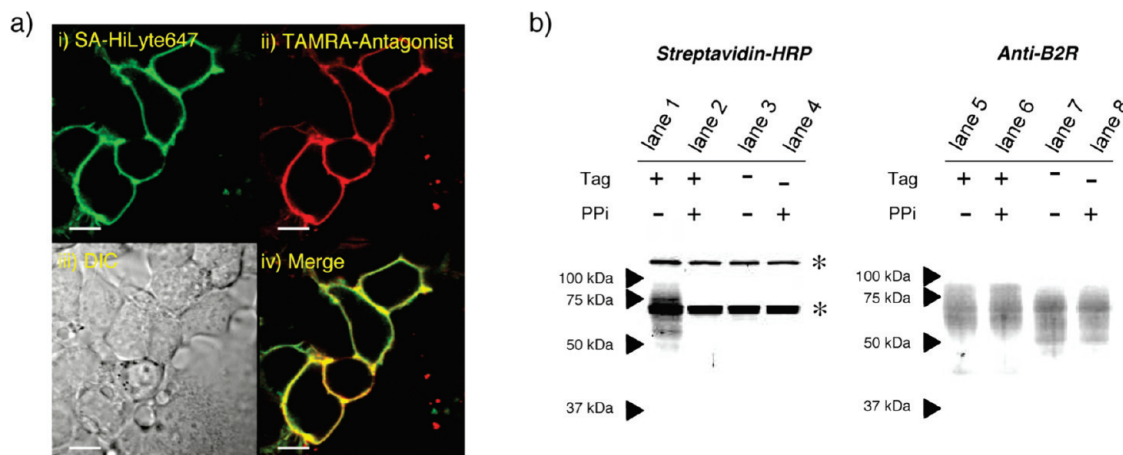 a)
i) SA-HiLyte647
ii) TAMRA-Antagonist
iii) DIC
iv) Merge
b)
Streptavidin-HRP
Anti-B2R
lane 1
lane 2
lane 3
lane 4
lane 5
lane 6
lane 7
lane 8
Tag + + - - + + - -
PPi - + - + - + - +
*
100 kDa
75 kDa
*
50 kDa
37 kDa
100 kDa
75 kDa
50 kDa
37 kDa